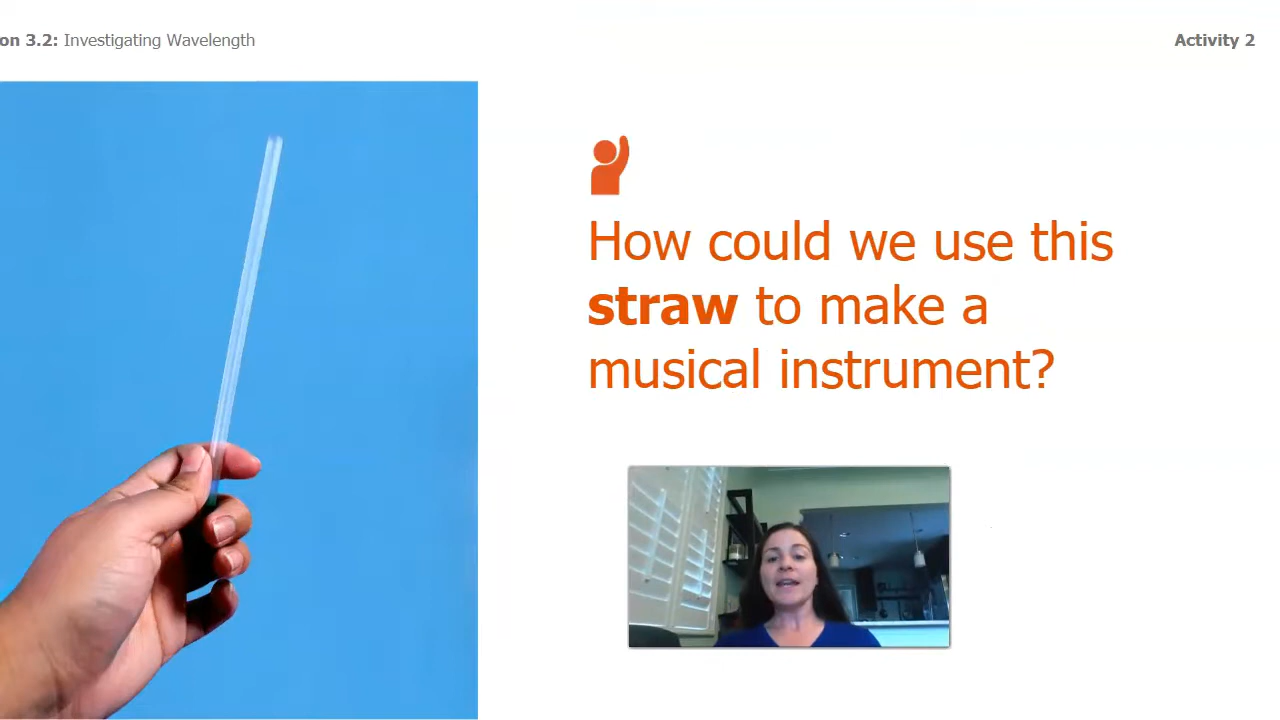 on 3.2: Investigating Wavelength
Activity 2
How could we use this
straw to make a
musical instrument?